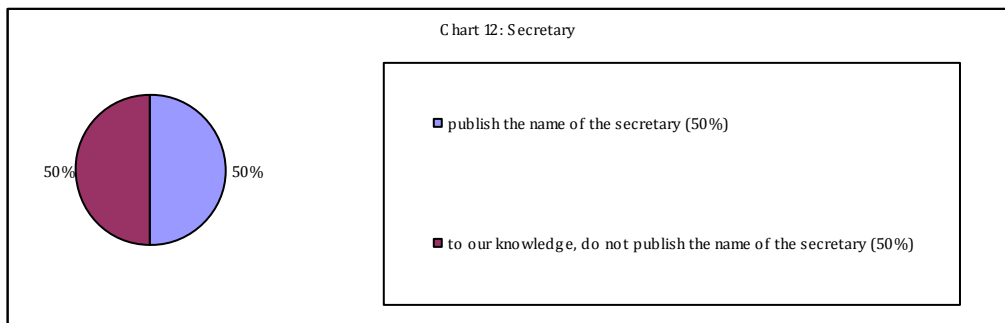 Chart 12: Secretary
publish the name of the secretary (50%)
50%
50%
to our knowledge, do not publish the name of the secretary (50%)